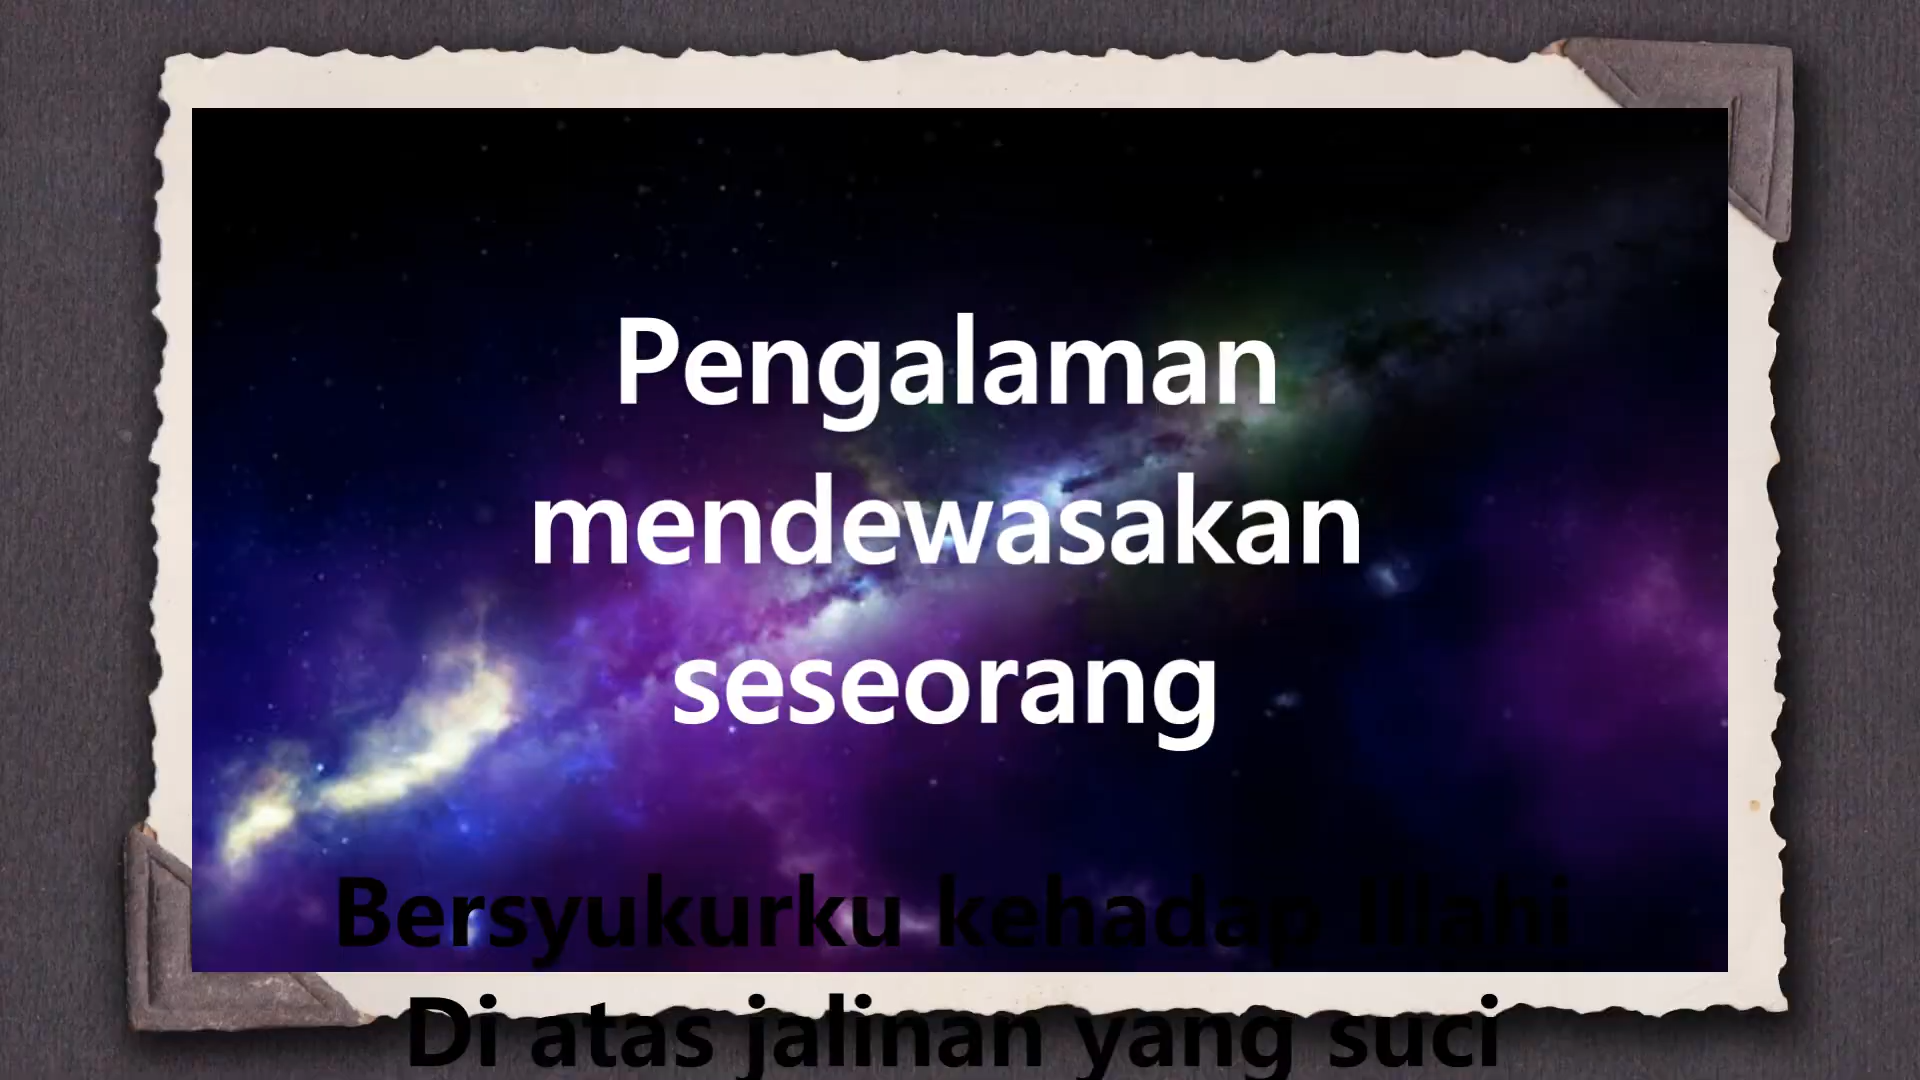 Pengalaman
mendewasakan
seseorang
Bersyukurku kehadap Illahi
Di atas jalinan yang suci